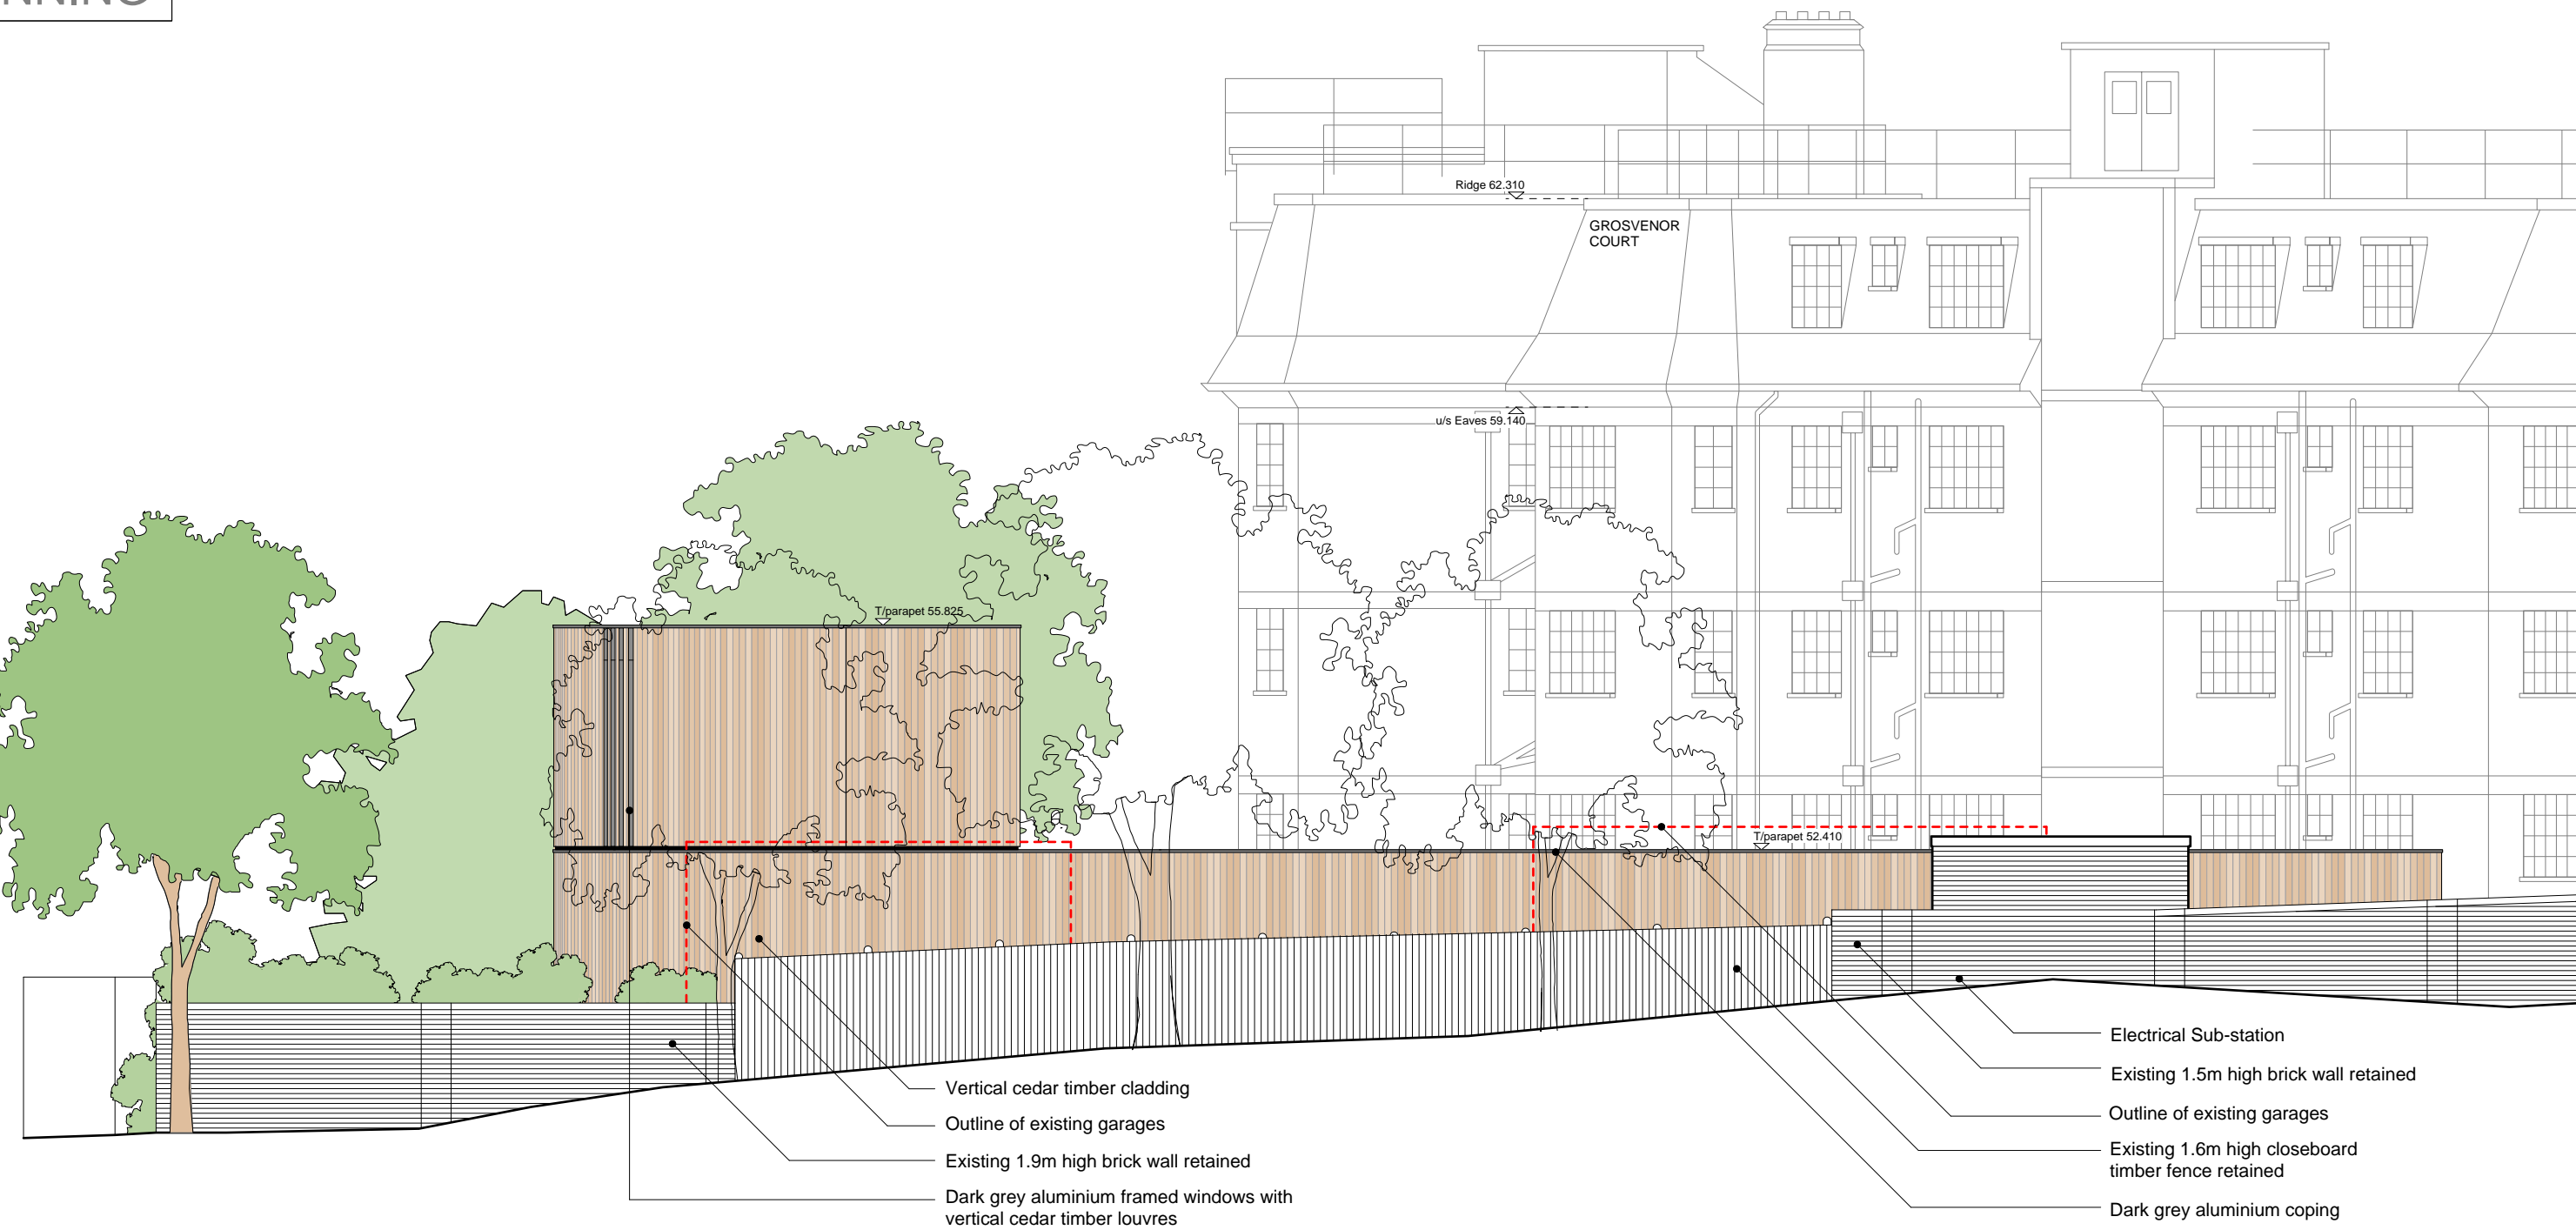 Ridge 62.310
GROSVENOR
COURT
u/s Eaves 59.140
T/parapet 55.825
T/parapet 52.410
Vertical cedar timber cladding
Outline of existing garages
Existing 1.9m high brick wall retained
Dark grey aluminium framed windows with
vertical cedar timber louvres
Electrical Sub-station
Existing 1.5m high brick wall retained
Outline of existing garages
Existing 1.6m high closeboard
timber fence retained
Dark grey aluminium coping